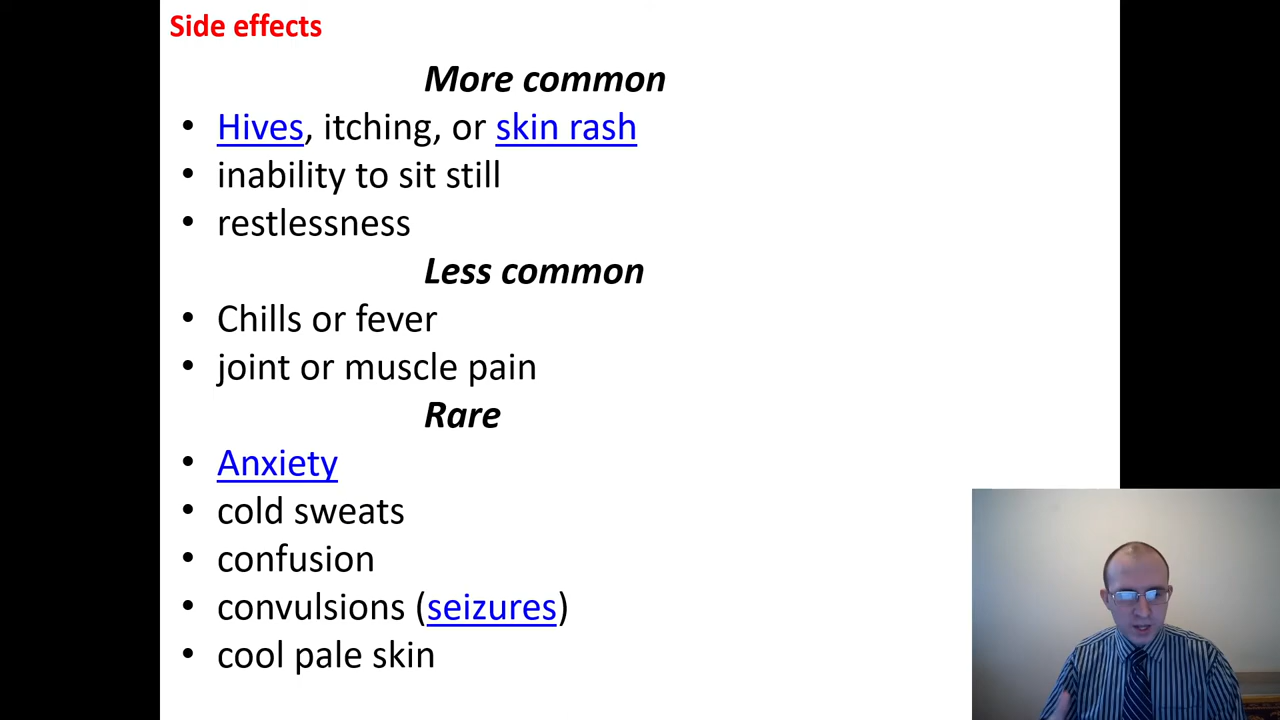 Side effects
More common
• Hives, itching, or skin rash
• inability to sit still
• restlessness
Less common
• Chills or fever
• joint or muscle pain
Rare
• Anxiety
• cold sweats
• confusion
• convulsions (seizures)
• cool pale skin